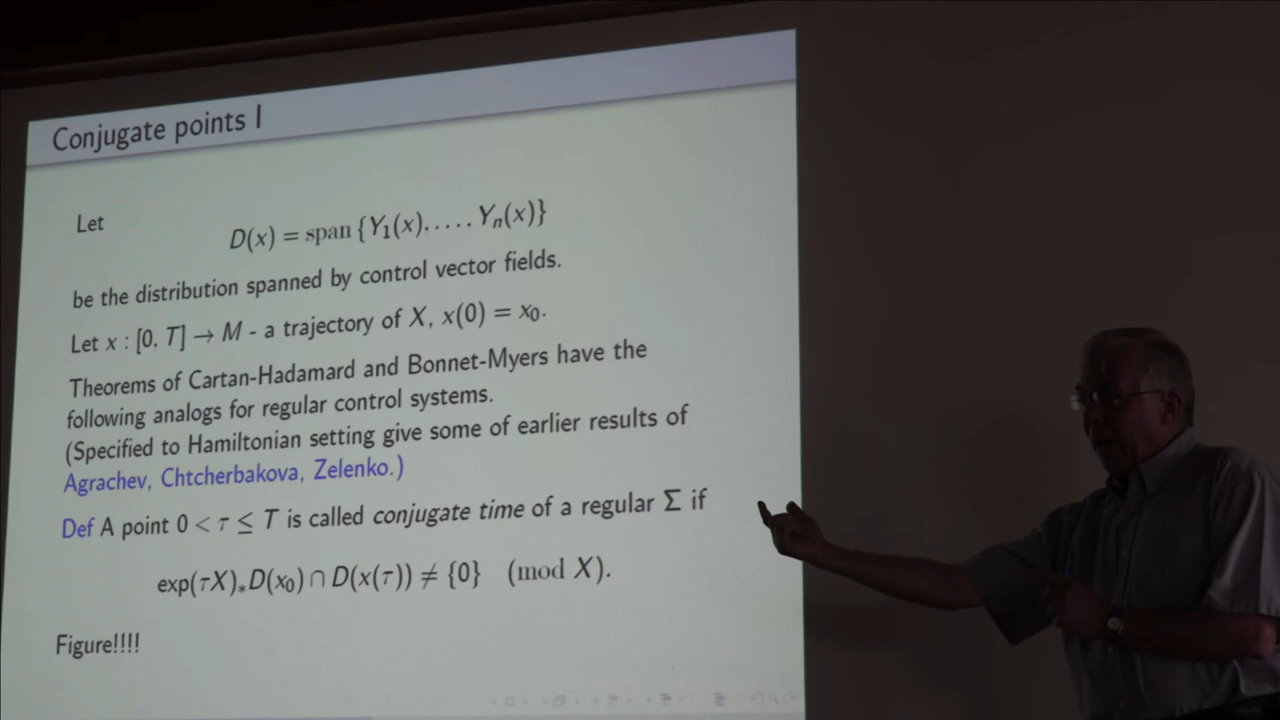 Conjugate points I
Let
D(x) = span {Y₁(x), . . . , Yₙ(x)}
be the distribution spanned by control vector fields.
Let x : [0, T] → M - a trajectory of X, x(0) = x₀.
Theorems of Cartan-Hadamard and Bonnet-Myers have the
following analogs for regular control systems.
(Specified to Hamiltonian setting give some of earlier results of
Agrachev, Chtcherbakova, Zelenko.)
Def A point 0 < τ ≤ T is called conjugate time of a regular Σ if
exp(τX)⁎D(x₀) ∩ D(x(τ)) ≠ {0} (mod X).
Figure!!!!